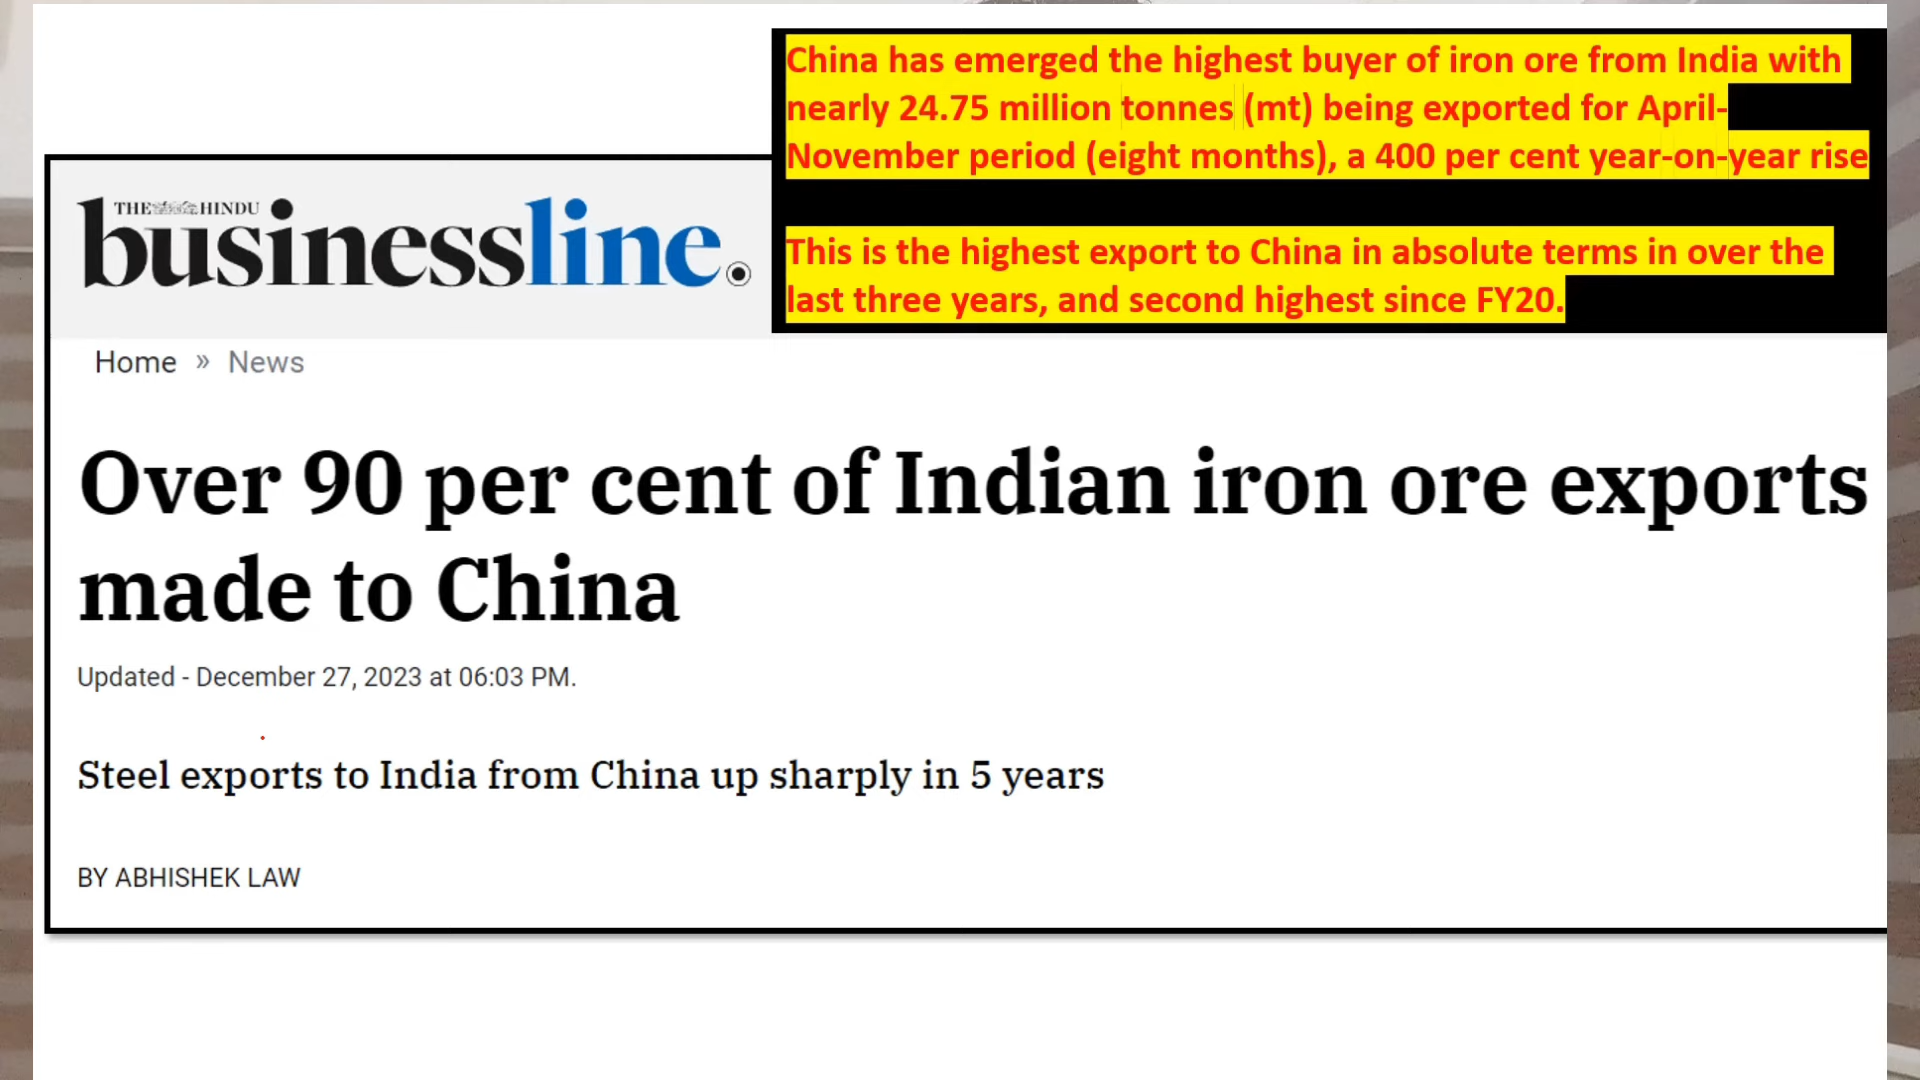 China has emerged the highest buyer of iron ore from India with
nearly 24.75 million tonnes (mt) being exported for April-
November period (eight months), a 400 per cent year-on-year rise
This is the highest export to China in absolute terms in over the
last three years, and second highest since FY20.
THE HINDU
businessline.
Home » News
Over 90 per cent of Indian iron ore exports
made to China
Updated - December 27, 2023 at 06:03 PM.
Steel exports to India from China up sharply in 5 years
BY ABHISHEK LAW